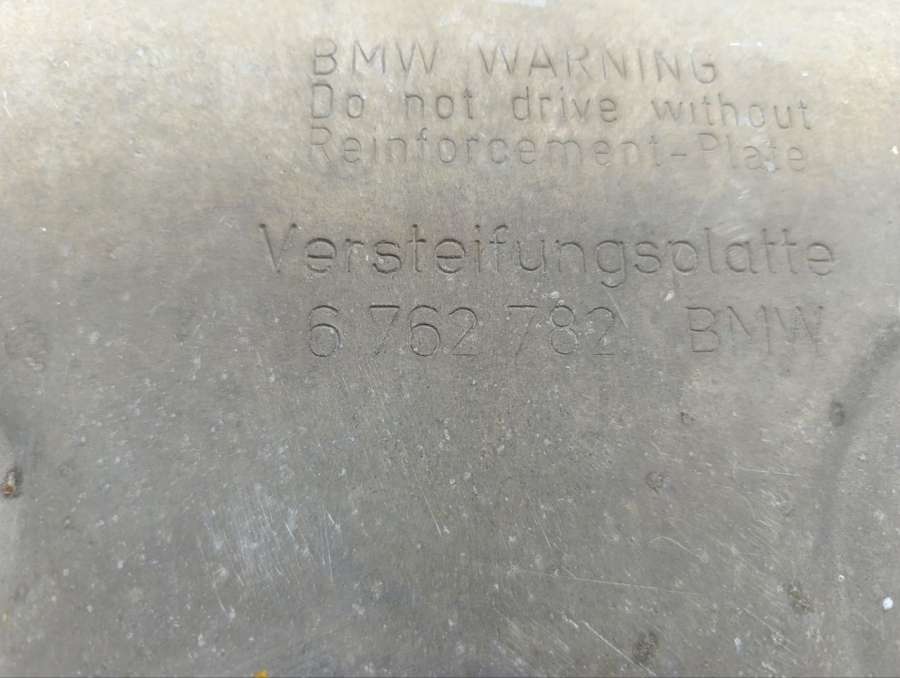 BMW WARNING
Do not drive without
Reinforcement-Plate
Versteifungsplatte
6 762 782 BMW